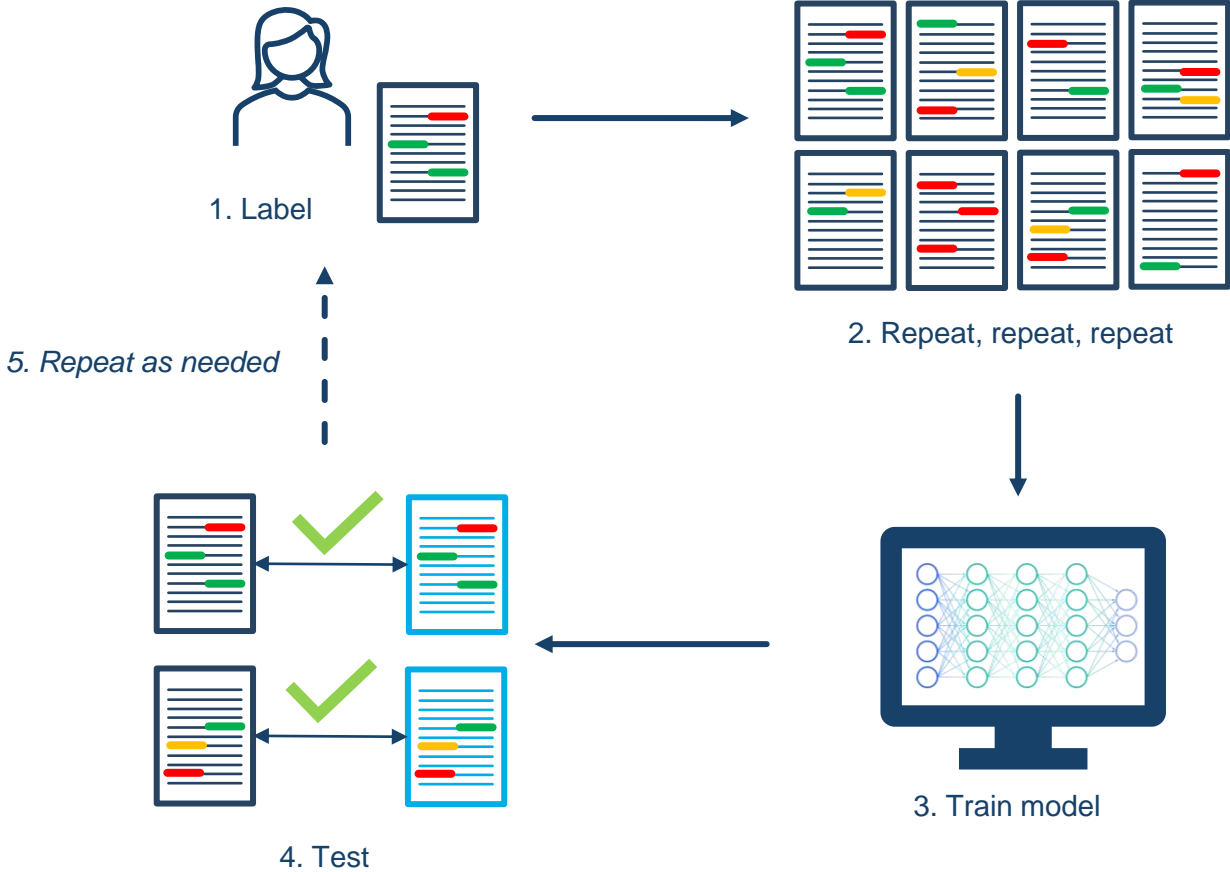 1. Label
2. Repeat, repeat, repeat
3. Train model
4. Test
5. Repeat as needed